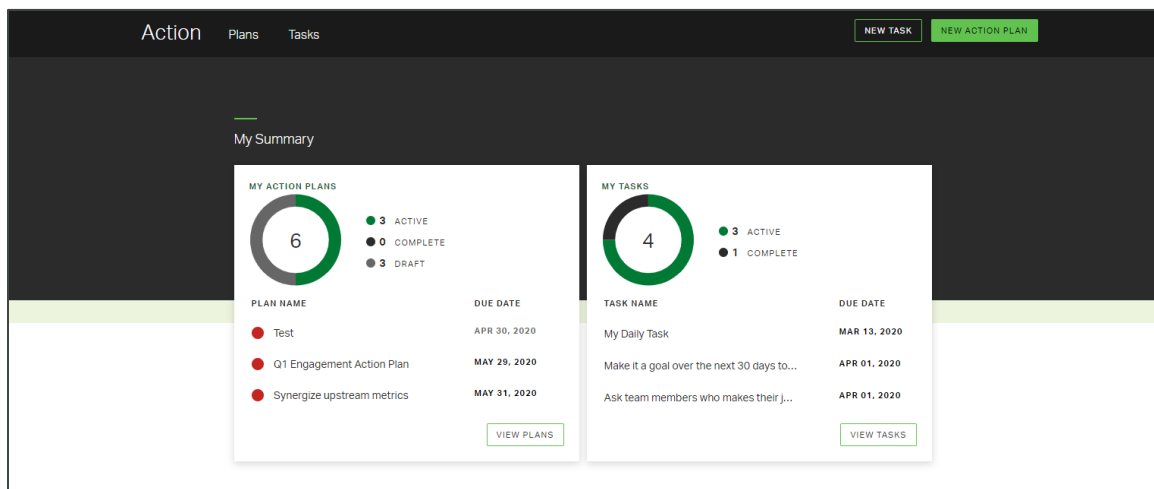 Action Plans Tasks NEW TASK NEW ACTION PLAN
My Summary
MY ACTION PLANS
6
3 ACTIVE
0 COMPLETE
3 DRAFT
PLAN NAME DUE DATE
Test APR 30, 2020
Q1 Engagement Action Plan MAY 29, 2020
Synergize upstream metrics MAY 31, 2020
VIEW PLANS
MY TASKS
4
3 ACTIVE
1 COMPLETE
TASK NAME DUE DATE
My Daily Task MAR 13, 2020
Make it a goal over the next 30 days to... APR 01, 2020
Ask team members who makes their j... APR 01, 2020
VIEW TASKS